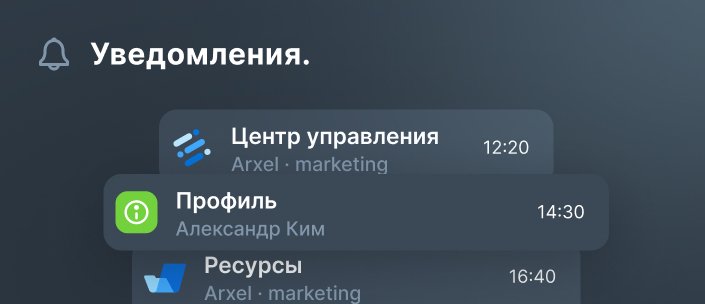 Уведомления.
Центр управления
12:20
Arxel · marketing
Профиль
14:30
Александр Ким
Ресурсы
16:40
Arxel · marketing